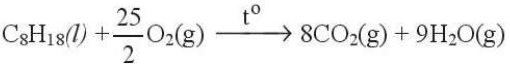 C₈H₁₈(l) + 25/2 O₂(g) —t°→ 8CO₂(g) + 9H₂O(g)